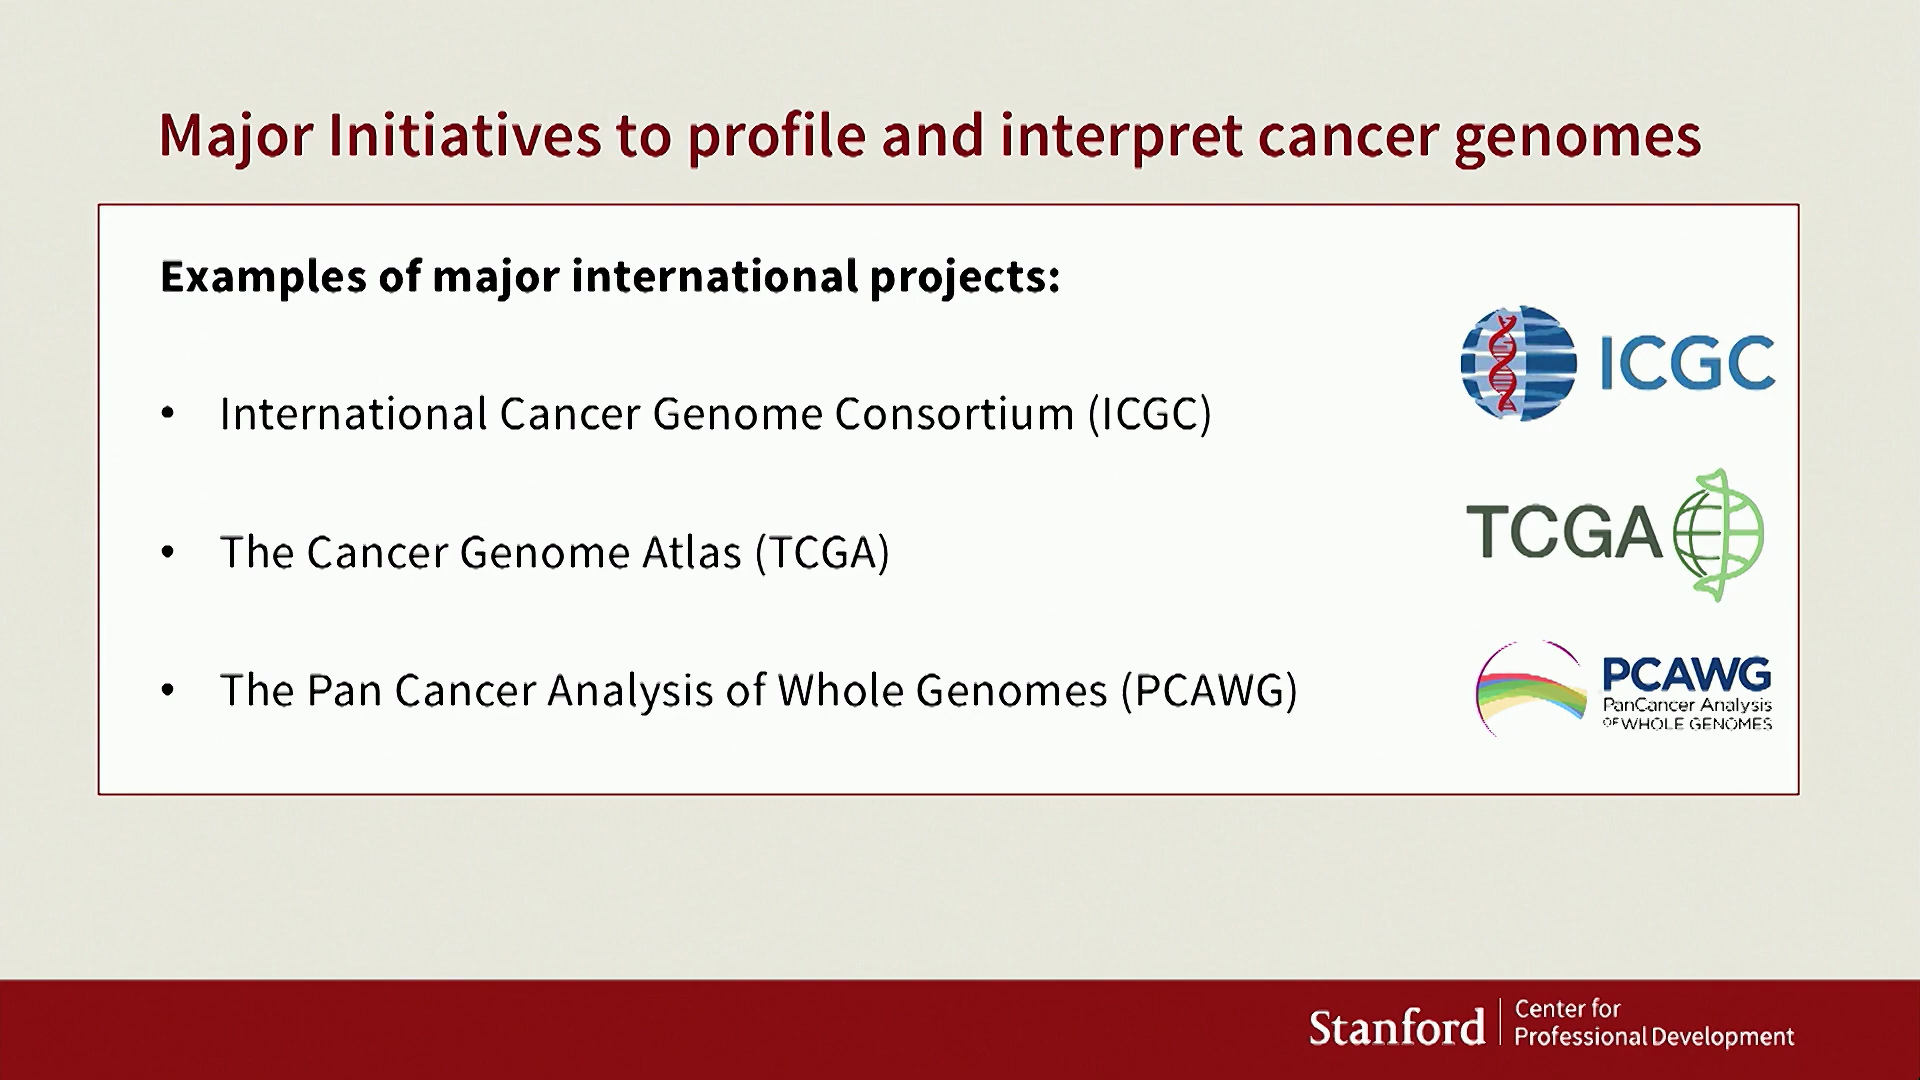 Major Initiatives to profile and interpret cancer genomes
Examples of major international projects:
• International Cancer Genome Consortium (ICGC)
• The Cancer Genome Atlas (TCGA)
• The Pan Cancer Analysis of Whole Genomes (PCAWG)
ICGC
TCGA
PCAWG
PanCancer Analysis
OF WHOLE GENOMES
Stanford
Center for
Professional Development